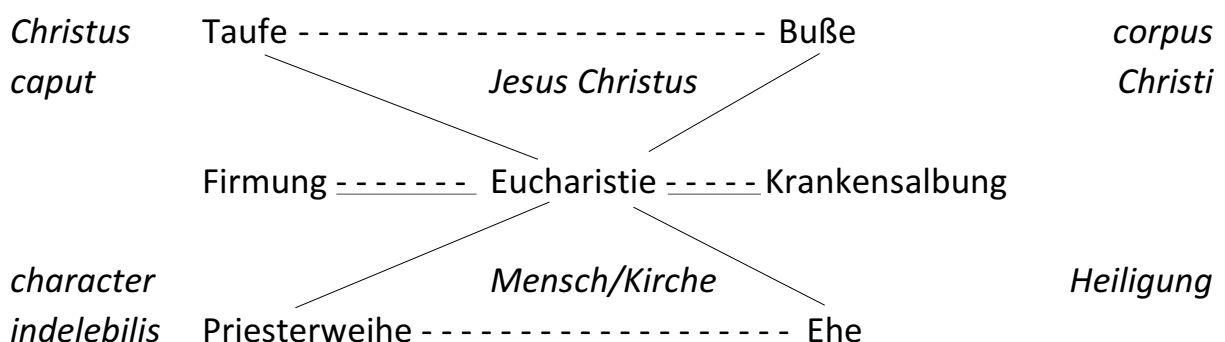 Christus Taufe - - - - - - - - - - - - - - - - - - - - - - - - Buße corpus
caput Jesus Christus Christi
Firmung - - - - - - - Eucharistie - - - - - Krankensalbung
character Mensch/Kirche Heiligung
indelebilis Priesterweihe - - - - - - - - - - - - - - - - - - - Ehe